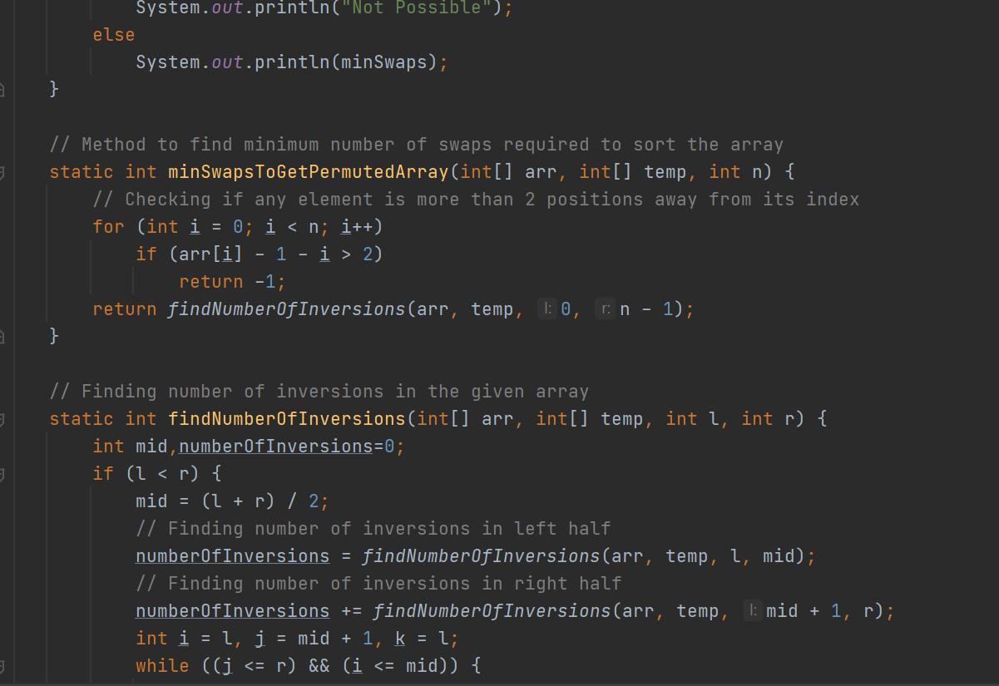 System.out.println("Not Possible");
else
System.out.println(minSwaps);
}
// Method to find minimum number of swaps required to sort the array
static int minSwapsToGetPermutedArray(int[] arr, int[] temp, int n) {
// Checking if any element is more than 2 positions away from its index
for (int i = 0; i < n; i++)
if (arr[i] - 1 - i > 2)
return -1;
return findNumberOfInversions(arr, temp, l: 0, r: n - 1);
}
// Finding number of inversions in the given array
static int findNumberOfInversions(int[] arr, int[] temp, int l, int r) {
int mid,numberOfInversions=0;
if (l < r) {
mid = (l + r) / 2;
// Finding number of inversions in left half
numberOfInversions = findNumberOfInversions(arr, temp, l, mid);
// Finding number of inversions in right half
numberOfInversions += findNumberOfInversions(arr, temp, l: mid + 1, r);
int i = l, j = mid + 1, k = l;
while ((j <= r) && (i <= mid)) {